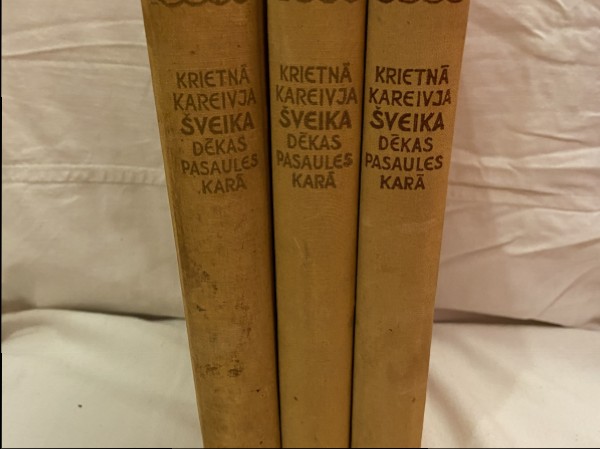 KRIETNĀ
KAREIVJA
ŠVEIKA
DĒKAS
PASAULES
KARĀ
KRIETNĀ
KAREIVJA
ŠVEIKA
DĒKAS
PASAULES
KARĀ
KRIETNĀ
KAREIVJA
ŠVEIKA
DĒKAS
PASAULES
KARĀ